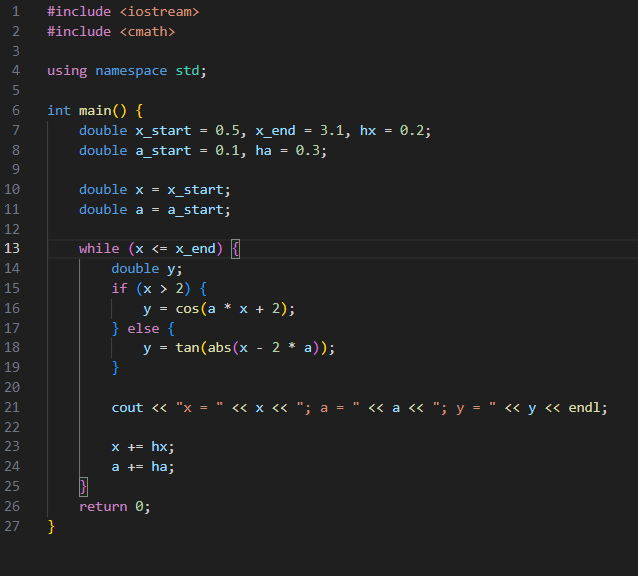 1 #include <iostream>
2 #include <cmath>
3
4 using namespace std;
5
6 int main() {
7     double x_start = 0.5, x_end = 3.1, hx = 0.2;
8     double a_start = 0.1, ha = 0.3;
9
10     double x = x_start;
11     double a = a_start;
12
13     while (x <= x_end) {
14         double y;
15         if (x > 2) {
16             y = cos(a * x + 2);
17         } else {
18             y = tan(abs(x - 2 * a));
19         }
20
21         cout << "x = " << x << "; a = " << a << "; y = " << y << endl;
22
23         x += hx;
24         a += ha;
25     }
26     return 0;
27 }